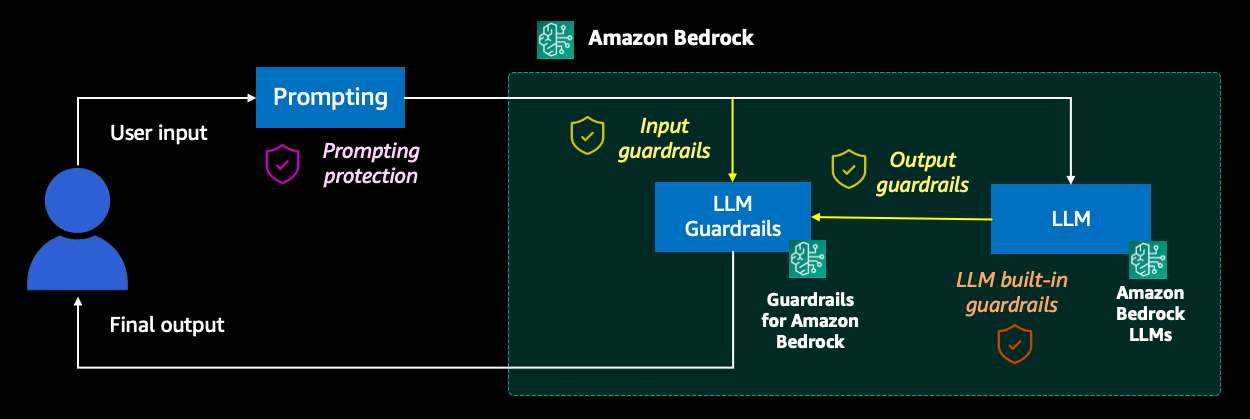 Amazon Bedrock
Prompting
User input
Prompting
protection
Input
guardrails
Output
guardrails
LLM
Guardrails
LLM
Guardrails
for Amazon
Bedrock
LLM built-in
guardrails
Amazon
Bedrock
LLMs
Final output